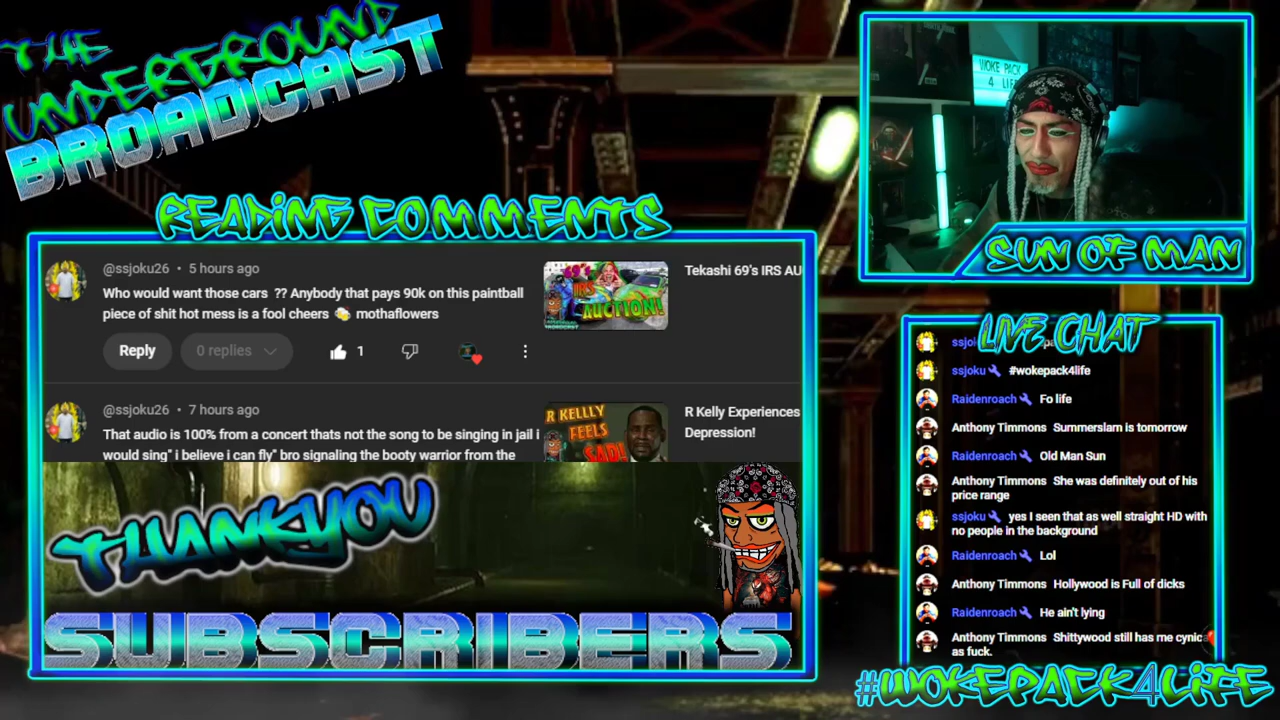 THE
UNDERGROUND
BROADCAST
READING COMMENTS
@ssjoku26 • 5 hours ago
Who would want those cars ?? Anybody that pays 90k on this paintball
piece of shit hot mess is a fool cheers 🍻 mothaflowers
Reply
0 replies
1
IRS
AUCTION!
Tekashi 69's IRS AU
@ssjoku26 • 7 hours ago
That audio is 100% from a concert thats not the song to be singing in jail i
would sing" i believe i can fly" bro signaling the booty warrior from the
R KELLLY
FEELS
SAD!
R Kelly Experiences
Depression!
THANKYOU
SUBSCRIBERS
WOKE PACK
4 LIFE
SUN OF MAN
LIVE CHAT
ssjoku #wokepack4life
Raidenroach Fo life
Anthony Timmons Summerslam is tomorrow
Raidenroach Old Man Sun
Anthony Timmons She was definitely out of his
price range
ssjoku yes I seen that as well straight HD with
no people in the background
Raidenroach Lol
Anthony Timmons Hollywood is Full of dicks
Raidenroach He ain't lying
Anthony Timmons Shittywood still has me cynic
as fuck.
#WOKEPACK4LIFE